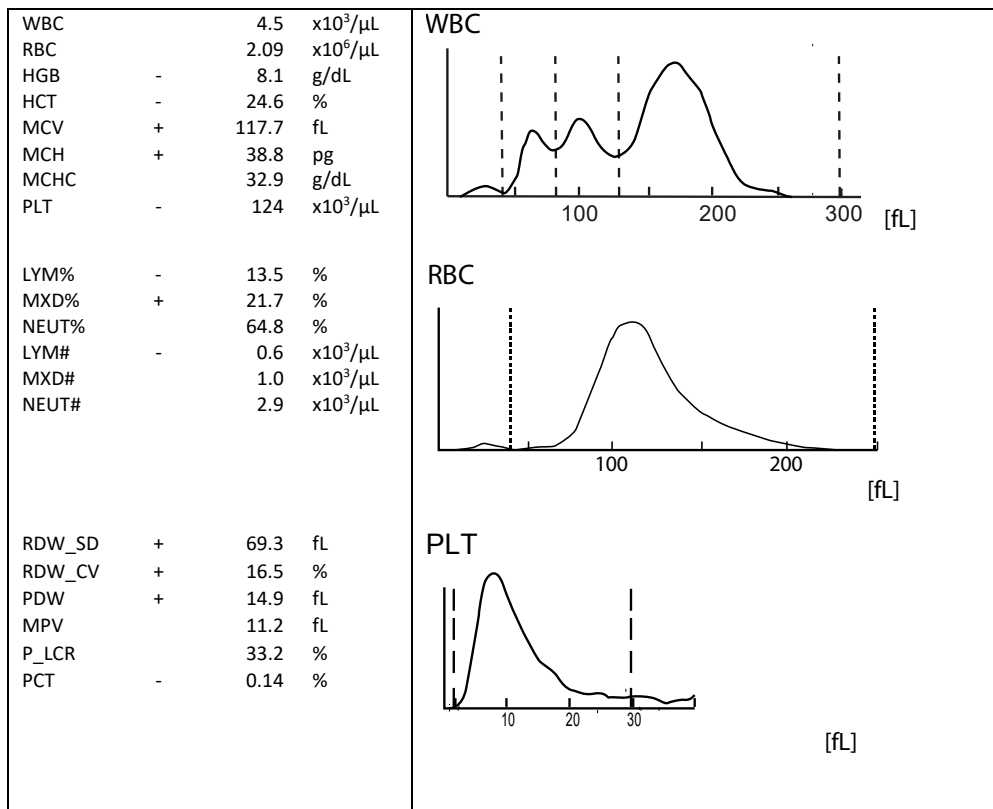 WBC 4.5 x10³/µL
RBC 2.09 x10⁶/µL
HGB - 8.1 g/dL
HCT - 24.6 %
MCV + 117.7 fL
MCH + 38.8 pg
MCHC 32.9 g/dL
PLT - 124 x10³/µL
LYM% - 13.5 %
MXD% + 21.7 %
NEUT% 64.8 %
LYM# - 0.6 x10³/µL
MXD# 1.0 x10³/µL
NEUT# 2.9 x10³/µL
RDW_SD + 69.3 fL
RDW_CV + 16.5 %
PDW + 14.9 fL
MPV 11.2 fL
P_LCR 33.2 %
PCT - 0.14 %
WBC
100 200 300 [fL]
RBC
100 200
[fL]
PLT
10 20 30
[fL]